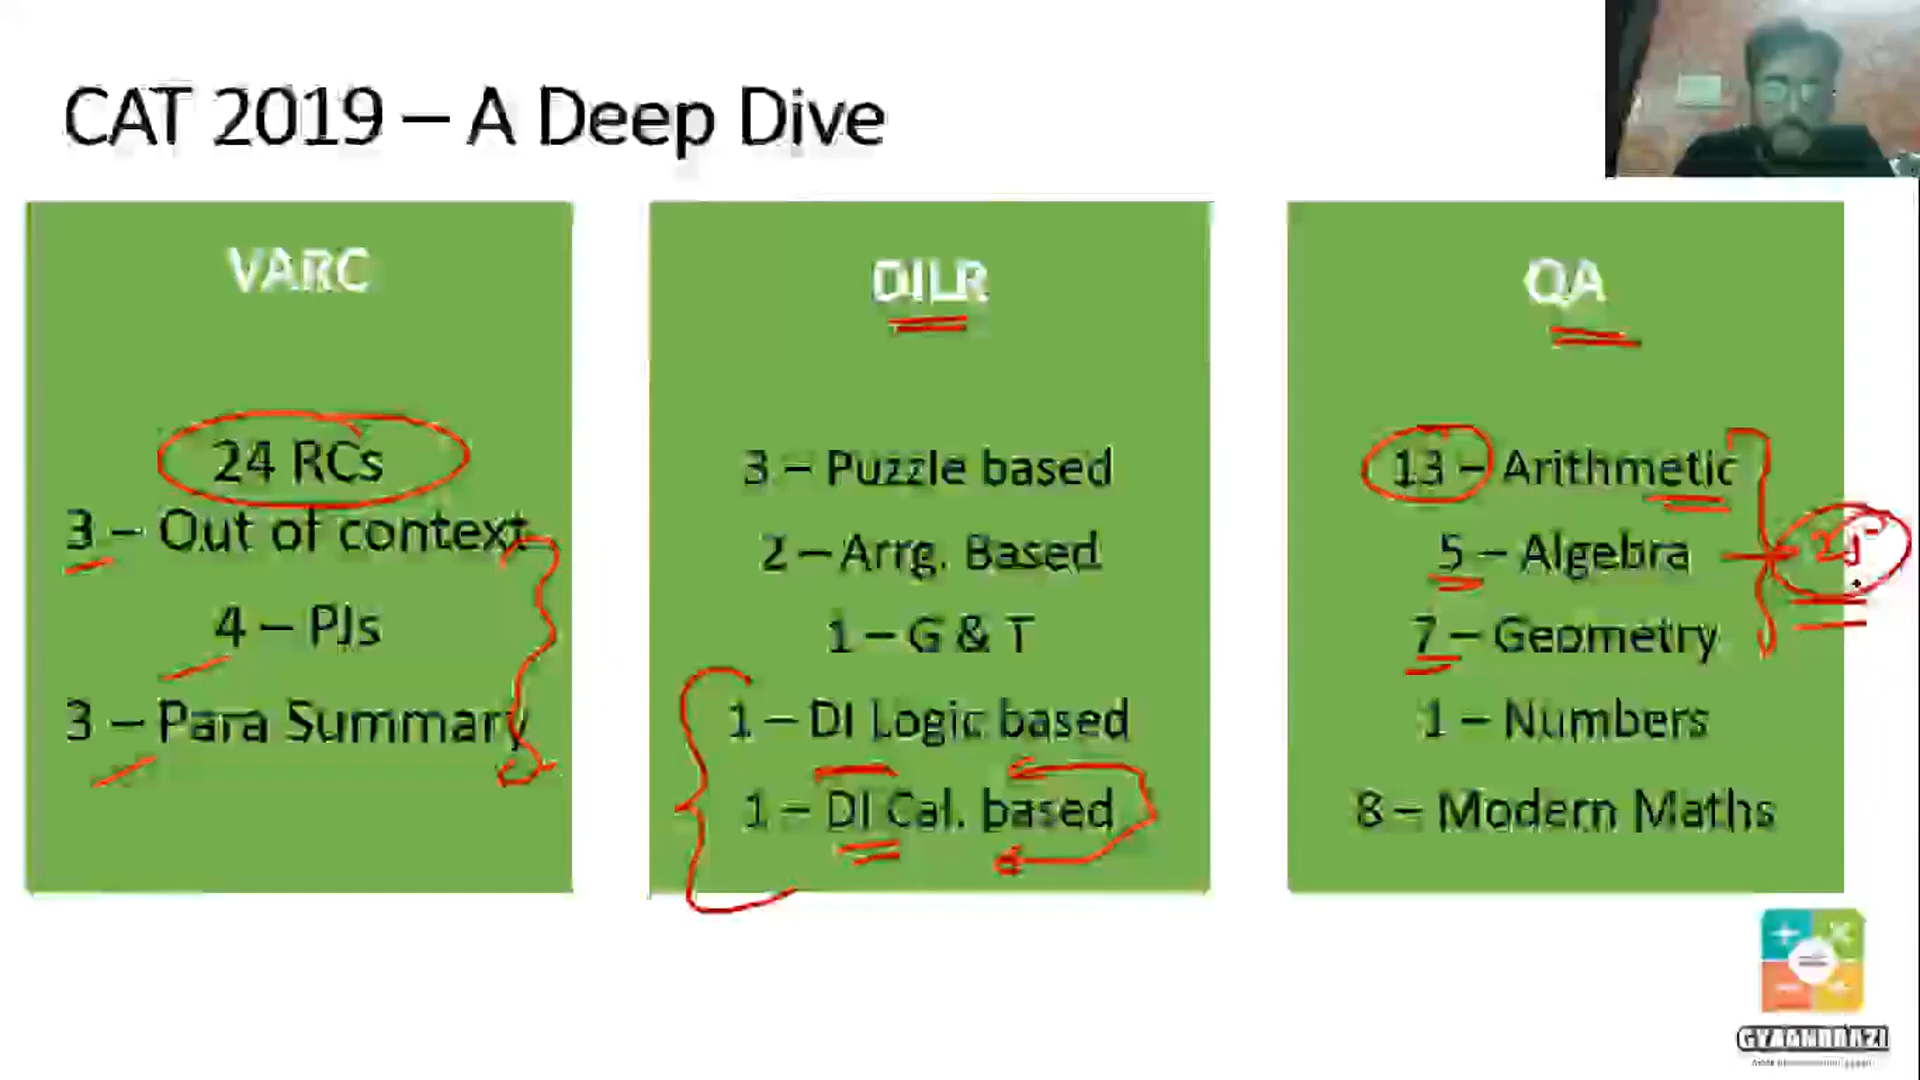 CAT 2019 – A Deep Dive
VARC
24 RCs
3 – Out of context
4 – PJs
3 – Para Summary
DILR
3 – Puzzle based
2 – Arrg. Based
1 – G & T
1 – DI Logic based
1 – DI Cal. based
QA
13 – Arithmetic
5 – Algebra
7 – Geometry
1 – Numbers
8 – Modern Maths
25
GYAANBAAZI